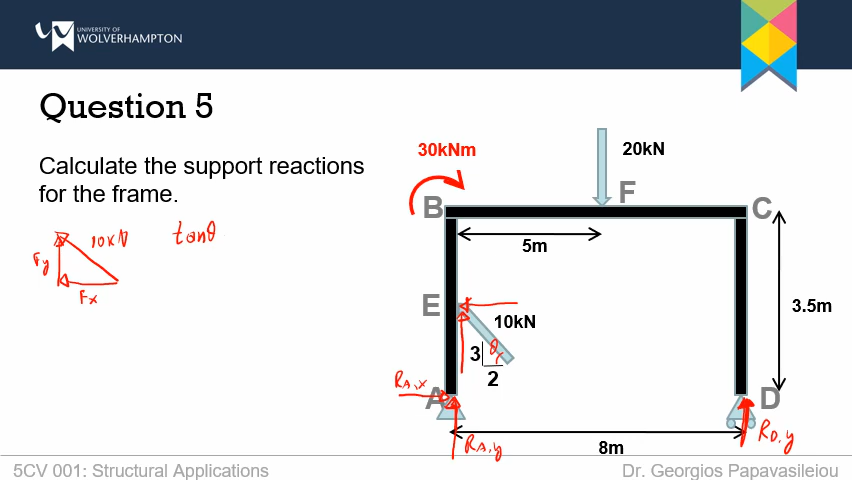 UNIVERSITY OF
WOLVERHAMPTON
Question 5
Calculate the support reactions
for the frame.
10kN
tanθ
Fy
Fx
30kNm
20kN
B
F
C
5m
E
10kN
3
θ
2
3.5m
RA,x
A
D
RA,y
RD,y
8m
5CV 001: Structural Applications
Dr. Georgios Papavasileiou